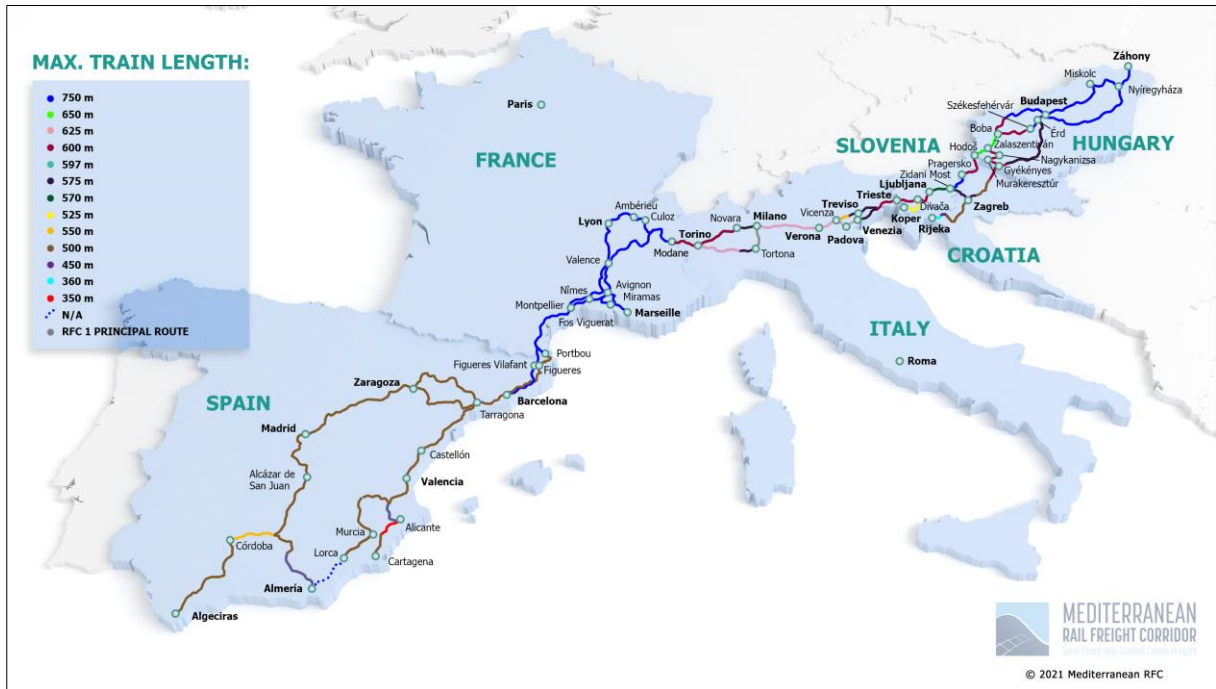 MAX. TRAIN LENGTH:
750 m
650 m
625 m
600 m
597 m
575 m
570 m
525 m
550 m
500 m
450 m
360 m
350 m
N/A
RFC 1 PRINCIPAL ROUTE
Paris
FRANCE
Lyon
Ambérieu
Culoz
Valence
Modane
Nîmes
Avignon
Miramas
Montpellier
Fos Viguerat
Marseille
Portbou
Figueres Vilafant
Figueres
Barcelona
Tarragona
Zaragoza
SPAIN
Madrid
Castellón
Alcázar de
San Juan
Valencia
Murcia
Alicante
Córdoba
Lorca
Cartagena
Almería
Algeciras
Torino
Novara
Milano
Tortona
Verona
Vicenza
Treviso
Padova
Venezia
Trieste
ITALY
Roma
SLOVENIA
Koper
Divača
Ljubljana
Zidani Most
Pragersko
Hodoš
Rijeka
Zagreb
CROATIA
HUNGARY
Záhony
Miskolc
Nyíregyháza
Székesfehérvár
Budapest
Érd
Boba
Zalaszentiván
Nagykanizsa
Gyékényes
Murakeresztúr
MEDITERRANEAN
RAIL FREIGHT CORRIDOR
© 2021 Mediterranean RFC